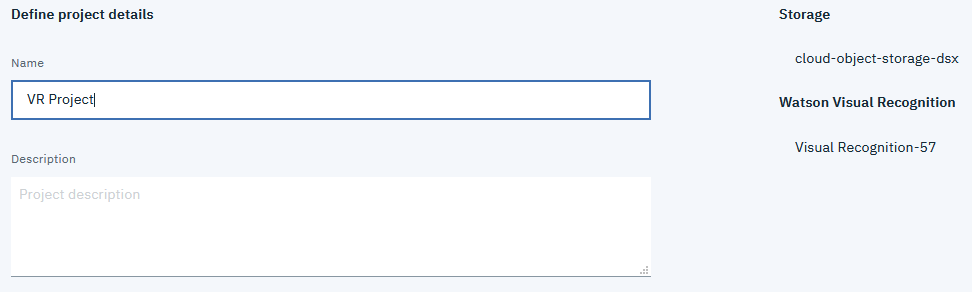 Define project details
Name
VR Project
Description
Project description
Storage
cloud-object-storage-dsx
Watson Visual Recognition
Visual Recognition-57